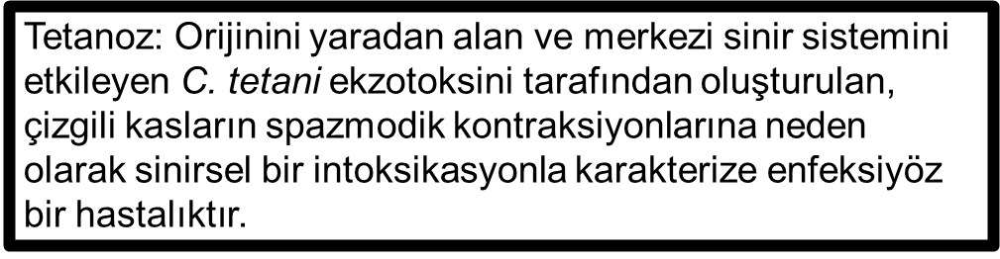 Tetanoz: Orijinini yaradan alan ve merkezi sinir sistemini
etkileyen C. tetani ekzotoksini tarafından oluşturulan,
çizgili kasların spazmodik kontraksiyonlarına neden
olarak sinirsel bir intoksikasyonla karakterize enfeksiyöz
bir hastalıktır.